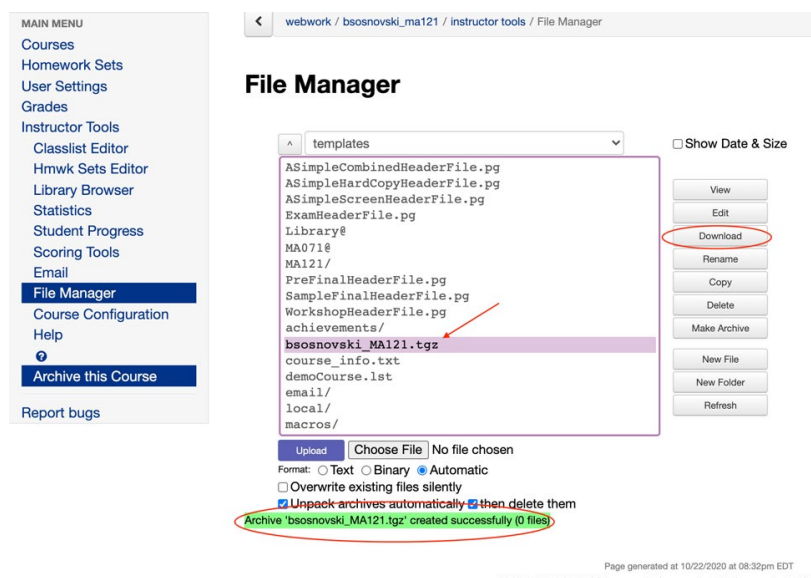 MAIN MENU
Courses
Homework Sets
User Settings
Grades
Instructor Tools
Classlist Editor
Hmwk Sets Editor
Library Browser
Statistics
Student Progress
Scoring Tools
Email
File Manager
Course Configuration
Help
?
Archive this Course
Report bugs
webwork / bsosnovski_ma121 / instructor tools / File Manager
File Manager
^ templates
Show Date & Size
ASimpleCombinedHeaderFile.pg
ASimpleHardCopyHeaderFile.pg
ASimpleScreenHeaderFile.pg
ExamHeaderFile.pg
Library@
MA071@
MA121/
PreFinalHeaderFile.pg
SampleFinalHeaderFile.pg
WorkshopHeaderFile.pg
achievements/
bsosnovski_MA121.tgz
course_info.txt
demoCourse.lst
email/
local/
macros/
View
Edit
Download
Rename
Copy
Delete
Make Archive
New File
New Folder
Refresh
Upload Choose File No file chosen
Format: Text Binary Automatic
Overwrite existing files silently
Unpack archives automatically then delete them
Archive 'bsosnovski_MA121.tgz' created successfully (0 files)
Page generated at 10/22/2020 at 08:32pm EDT